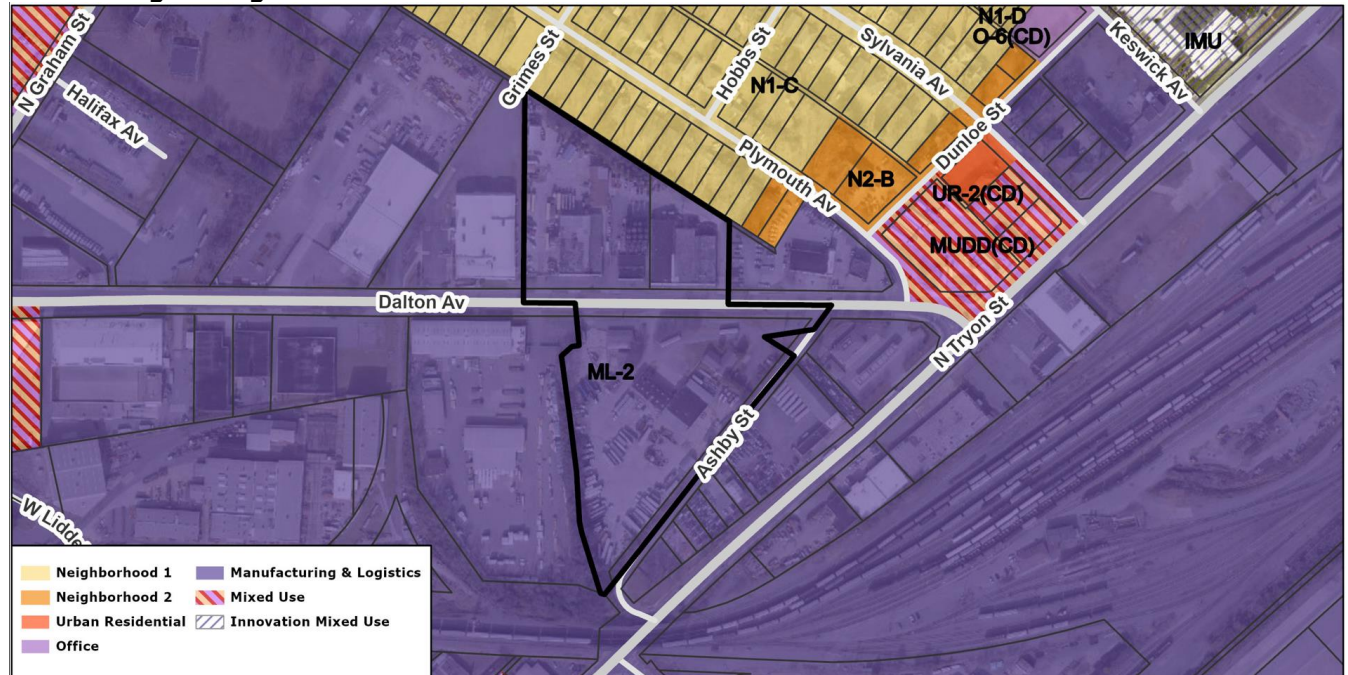 N1-D
O-6(CD)
IMU
Keswick Av
Sylvania Av
Hobbs St
Grimes St
N Graham St
Halifax Av
N1-C
Dunloe St
Plymouth Av
N2-B
UR-2(CD)
MUDD(CD)
Dalton Av
N Tryon St
ML-2
Ashby St
W Lidde
Neighborhood 1
Neighborhood 2
Urban Residential
Office
Manufacturing & Logistics
Mixed Use
Innovation Mixed Use